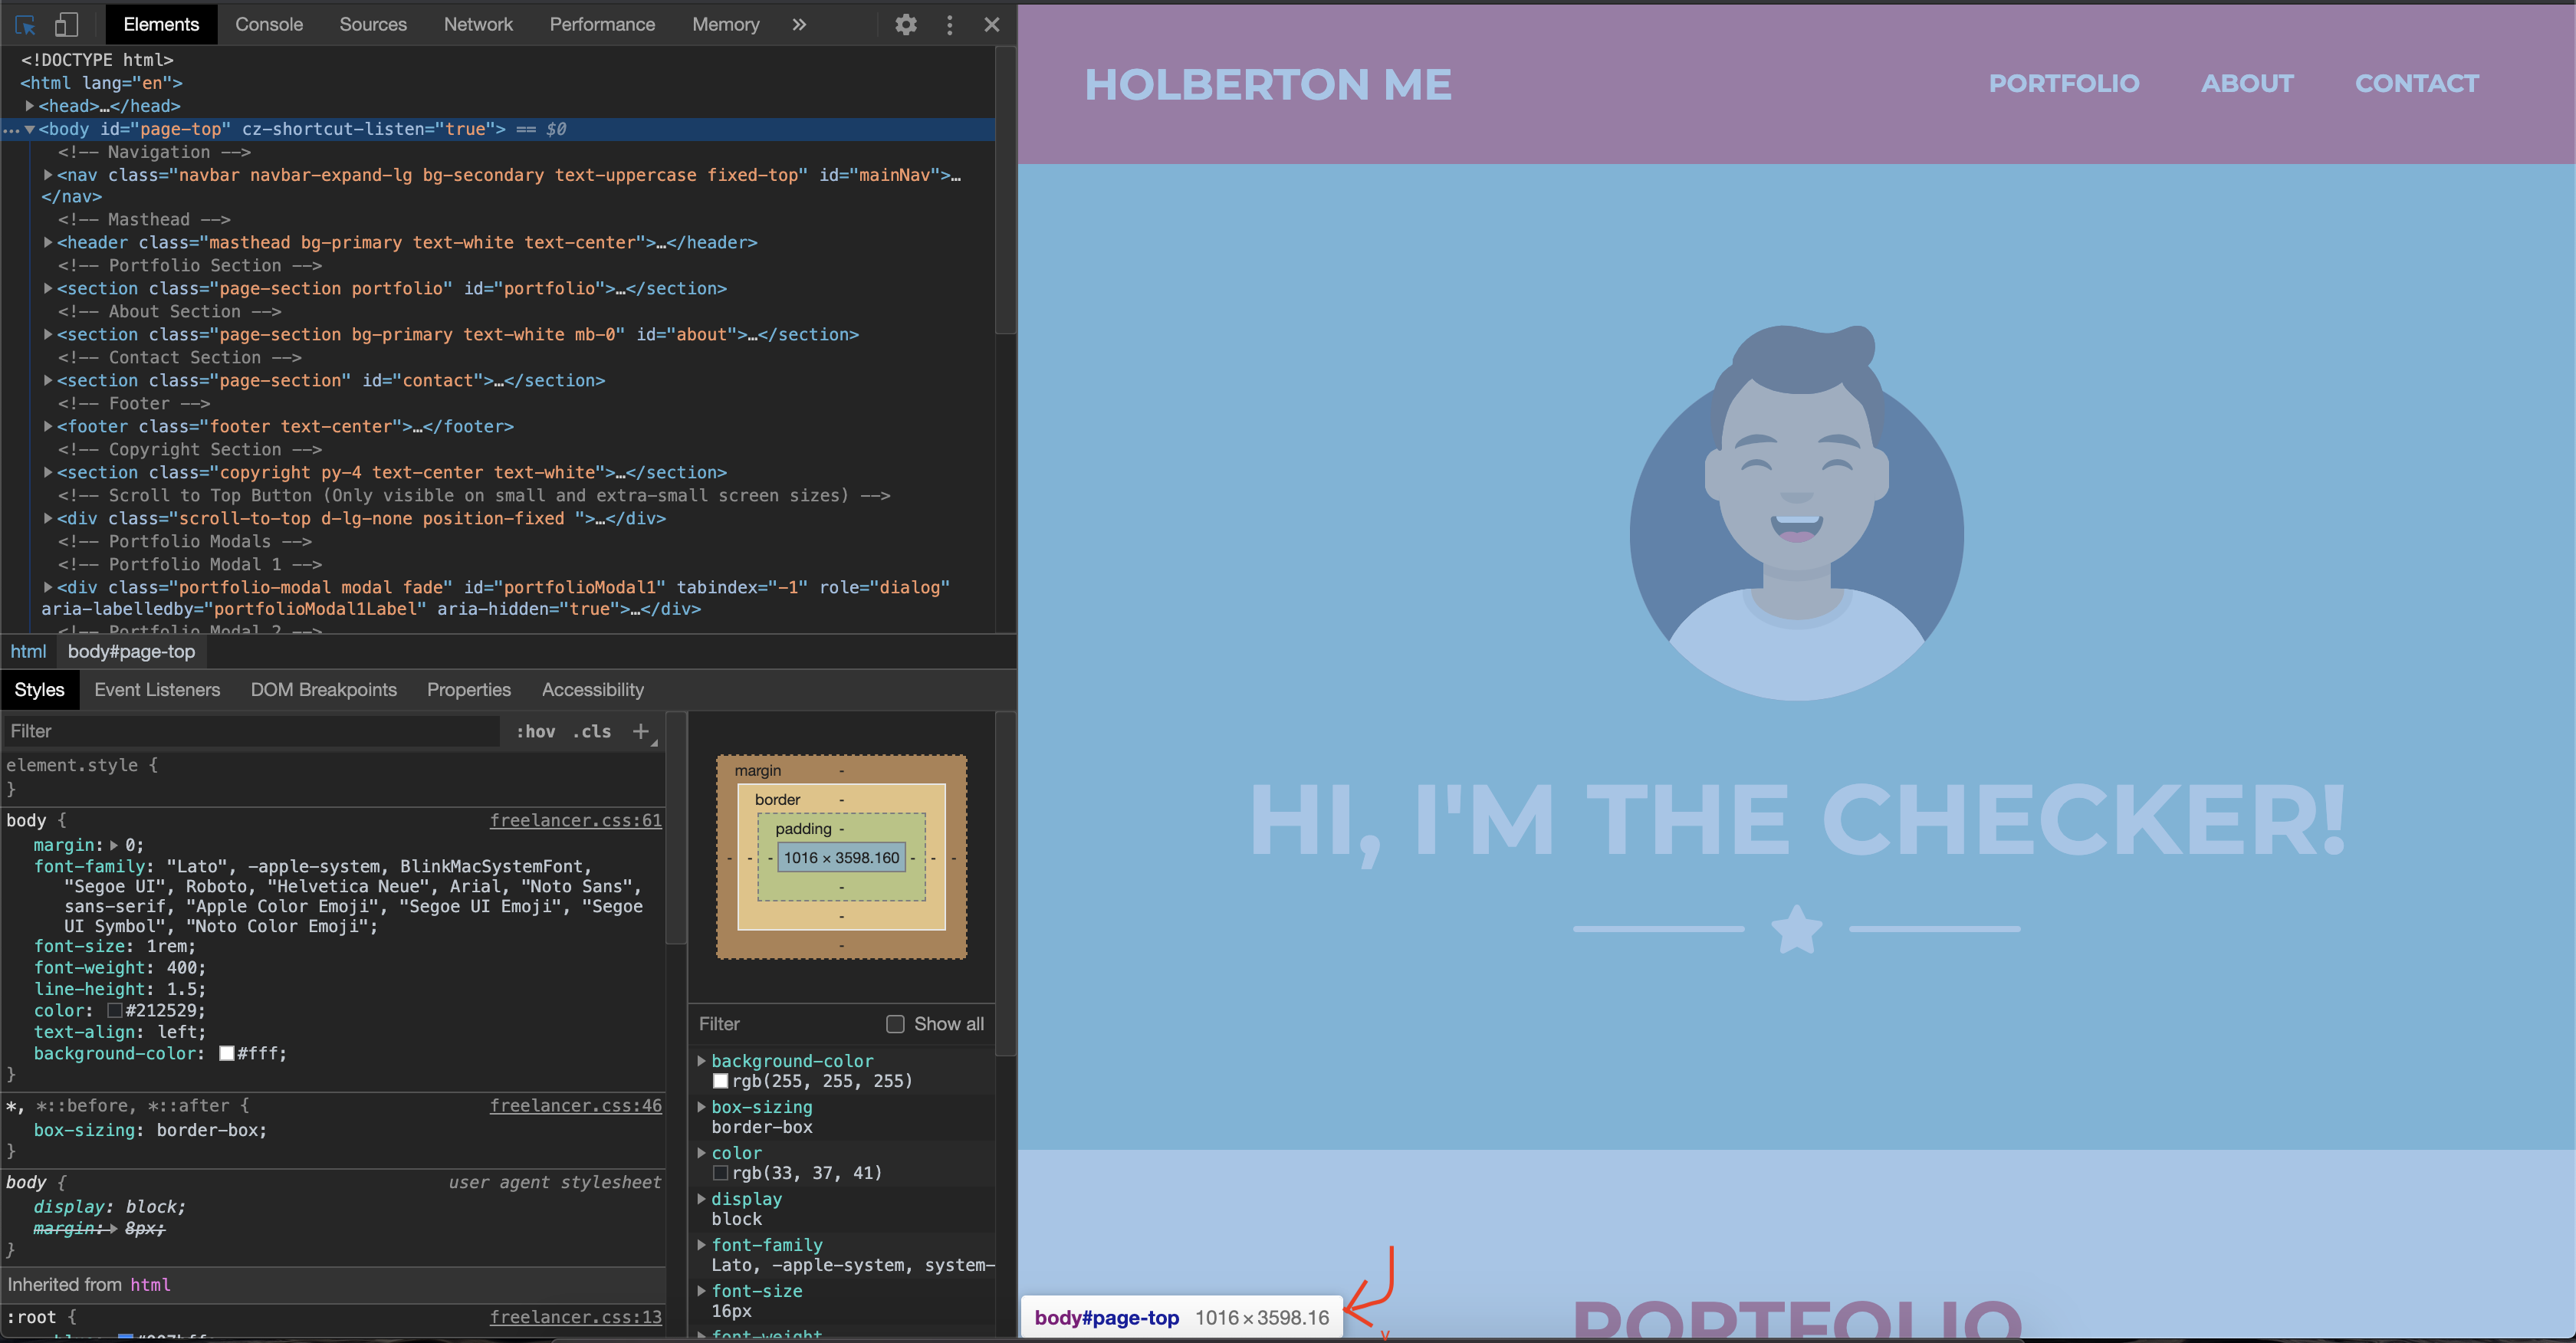 Elements Console Sources Network Performance Memory »
<!DOCTYPE html>
<html lang="en">
<head>…</head>
<body id="page-top" cz-shortcut-listen="true"> == $0
<!-- Navigation -->
<nav class="navbar navbar-expand-lg bg-secondary text-uppercase fixed-top" id="mainNav">…
</nav>
<!-- Masthead -->
<header class="masthead bg-primary text-white text-center">…</header>
<!-- Portfolio Section -->
<section class="page-section portfolio" id="portfolio">…</section>
<!-- About Section -->
<section class="page-section bg-primary text-white mb-0" id="about">…</section>
<!-- Contact Section -->
<section class="page-section" id="contact">…</section>
<!-- Footer -->
<footer class="footer text-center">…</footer>
<!-- Copyright Section -->
<section class="copyright py-4 text-center text-white">…</section>
<!-- Scroll to Top Button (Only visible on small and extra-small screen sizes) -->
<div class="scroll-to-top d-lg-none position-fixed ">…</div>
<!-- Portfolio Modals -->
<!-- Portfolio Modal 1 -->
<div class="portfolio-modal modal fade" id="portfolioModal1" tabindex="-1" role="dialog"
aria-labelledby="portfolioModal1Label" aria-hidden="true">…</div>
<!-- Portfolio Modal 2 -->
html body#page-top
Styles Event Listeners DOM Breakpoints Properties Accessibility
Filter :hov .cls +
element.style {
}
body { freelancer.css:61
margin: 0;
font-family: "Lato", -apple-system, BlinkMacSystemFont,
"Segoe UI", Roboto, "Helvetica Neue", Arial, "Noto Sans",
sans-serif, "Apple Color Emoji", "Segoe UI Emoji", "Segoe
UI Symbol", "Noto Color Emoji";
font-size: 1rem;
font-weight: 400;
line-height: 1.5;
color: #212529;
text-align: left;
background-color: #fff;
}
*, *::before, *::after { freelancer.css:46
box-sizing: border-box;
}
body { user agent stylesheet
display: block;
margin: 8px;
}
Inherited from html
:root { freelancer.css:13
margin -
border -
padding -
- - - 1016 × 3598.160 - - -
-
-
-
Filter Show all
background-color
rgb(255, 255, 255)
box-sizing
border-box
color
rgb(33, 37, 41)
display
block
font-family
Lato, -apple-system, system-
font-size
16px
font-weight
HOLBERTON ME PORTFOLIO ABOUT CONTACT
HI, I'M THE CHECKER!
PORTFOLIO
body#page-top 1016×3598.16